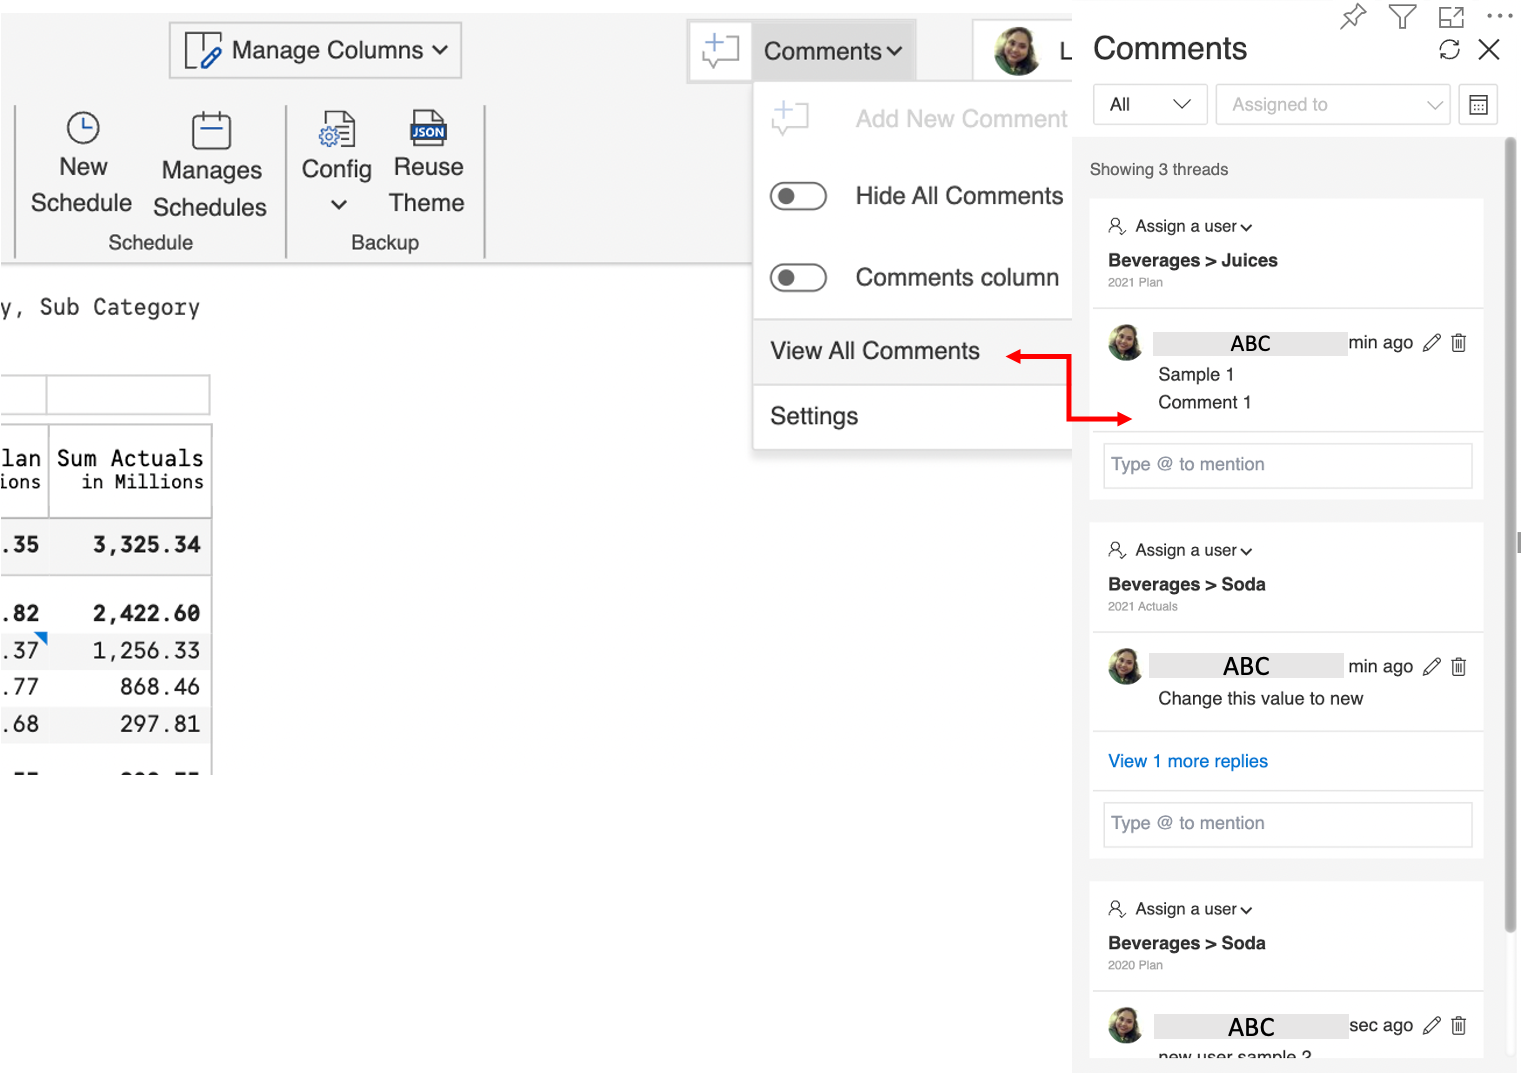 Manage Columns
Comments
L
New
Schedule
Manages
Schedules
Schedule
Config
JSON
Reuse
Theme
Backup
Add New Comment
Hide All Comments
Comments column
View All Comments
Settings
y, Sub Category
lan
ions
Sum Actuals
in Millions
.35 3,325.34
.82 2,422.60
.37 1,256.33
.77 868.46
.68 297.81
Comments
All
Assigned to
Showing 3 threads
Assign a user
Beverages > Juices
2021 Plan
ABC min ago
Sample 1
Comment 1
Type @ to mention
Assign a user
Beverages > Soda
2021 Actuals
ABC min ago
Change this value to new
View 1 more replies
Type @ to mention
Assign a user
Beverages > Soda
2020 Plan
ABC sec ago
new user sample 2